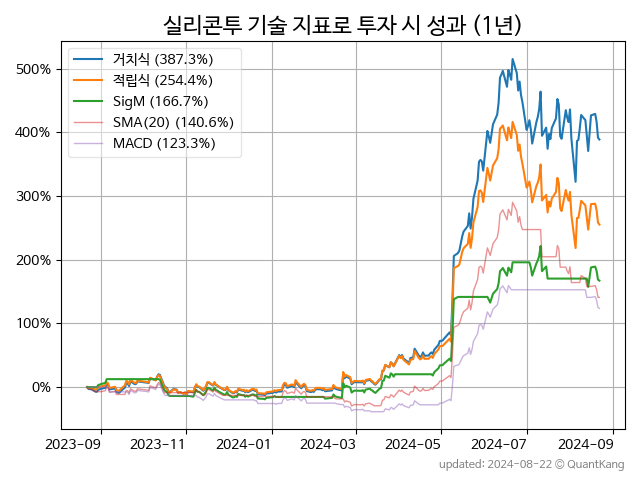 실리콘투 기술 지표로 투자 시 성과 (1년)
거치식 (387.3%)
적립식 (254.4%)
SigM (166.7%)
SMA(20) (140.6%)
MACD (123.3%)
500%
400%
300%
200%
100%
0%
2023-09 2023-11 2024-01 2024-03 2024-05 2024-07 2024-09
updated: 2024-08-22 © QuantKang